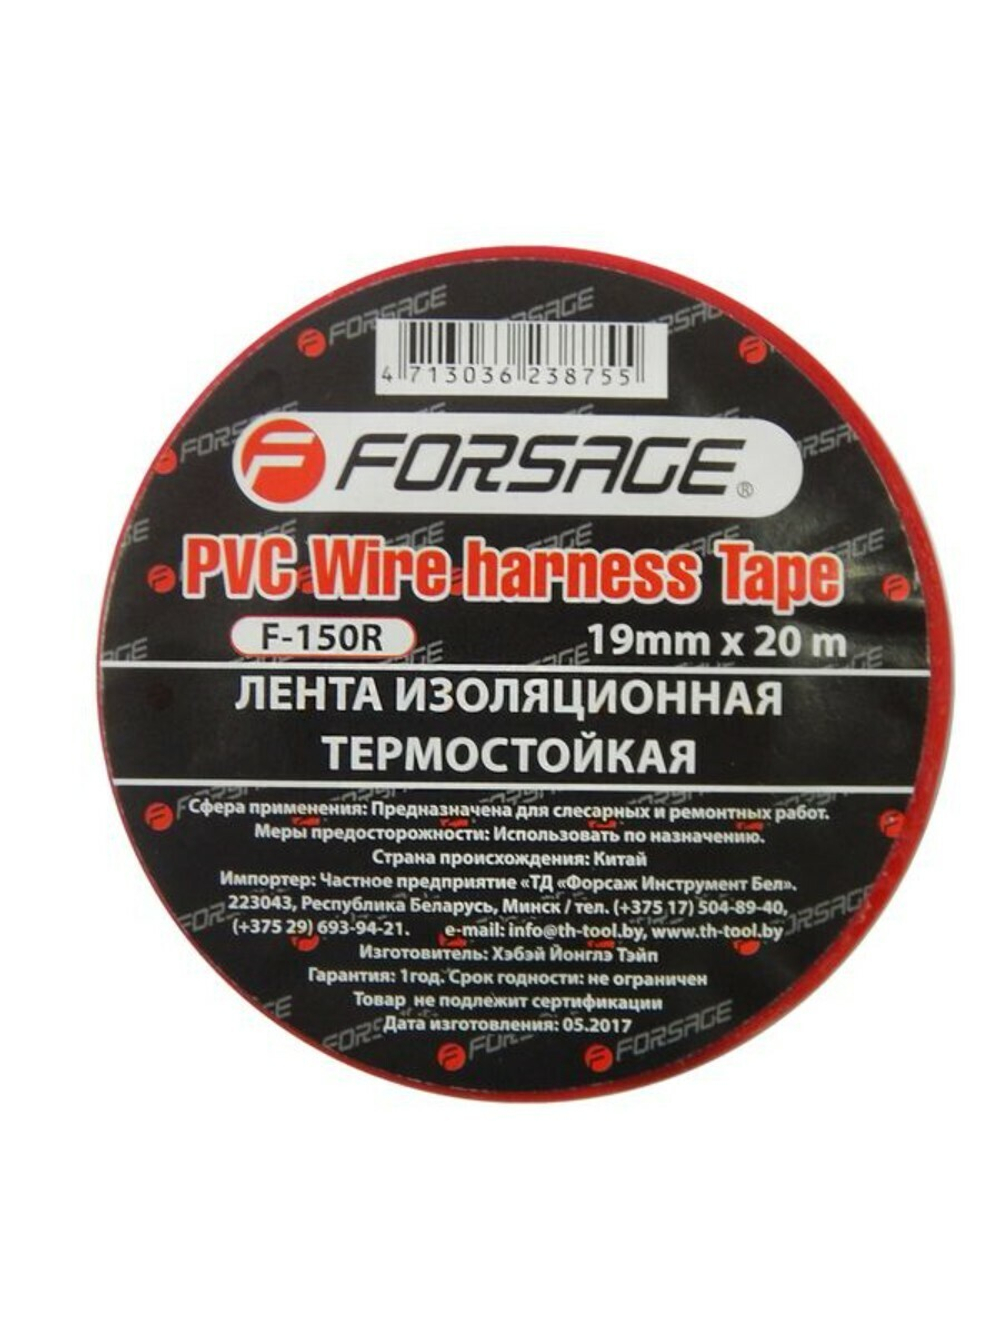 4 713036 238755
FORSAGE®
PVC Wire harness Tape
F-150R 19mm x 20 m
ЛЕНТА ИЗОЛЯЦИОННАЯ
ТЕРМОСТОЙКАЯ
Сфера применения: Предназначена для слесарных и ремонтных работ.
Меры предосторожности: Использовать по назначению.
Страна происхождения: Китай
Импортер: Частное предприятие «ТД «Форсаж Инструмент Бел».
223043, Республика Беларусь, Минск / тел. (+375 17) 504-89-40,
(+375 29) 693-94-21. e-mail: info@th-tool.by, www.th-tool.by
Изготовитель: Хэбэй Йонглэ Тэйп
Гарантия: 1год. Срок годности: не ограничен
Товар не подлежит сертификации
Дата изготовления: 05.2017